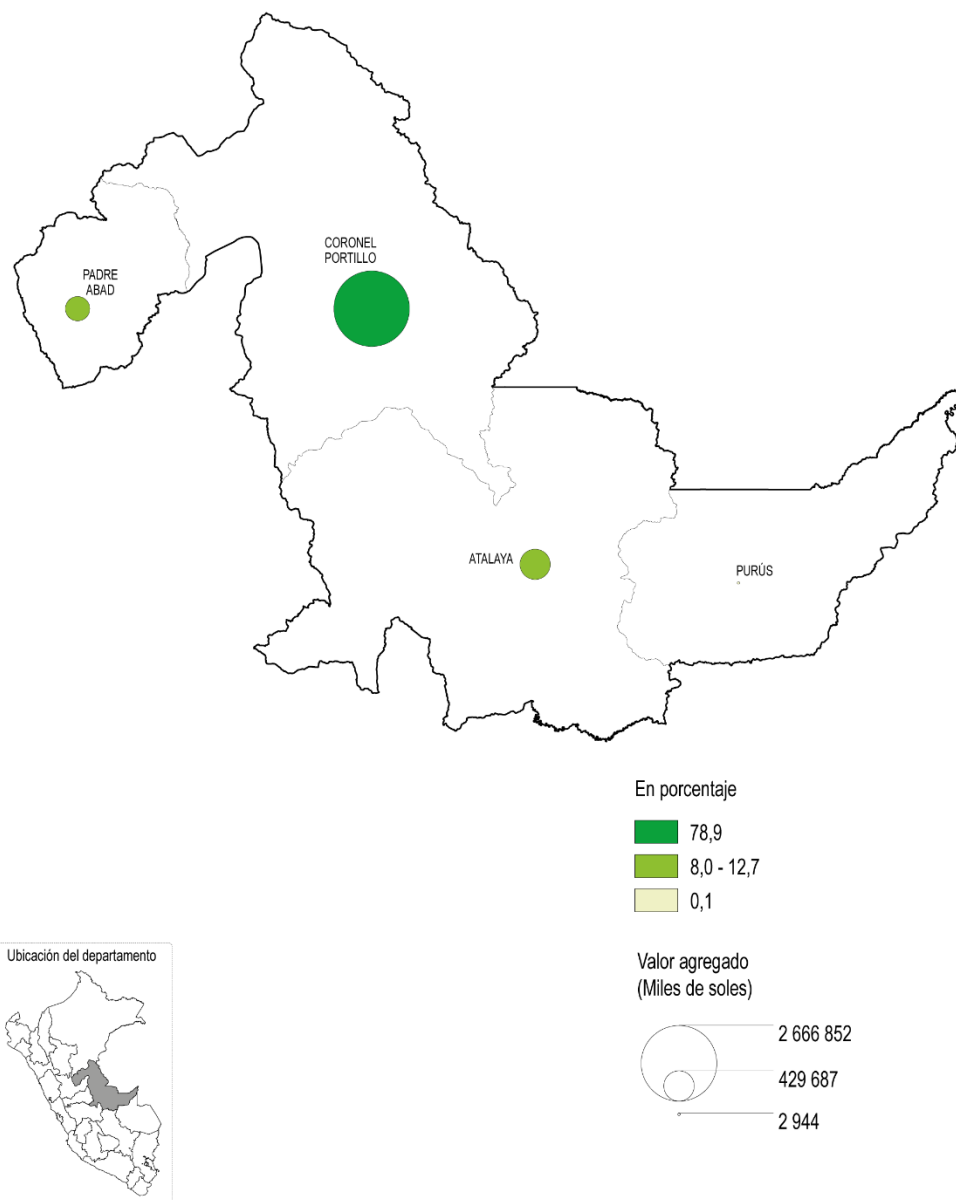 CORONEL
PORTILLO
PADRE
ABAD
ATALAYA
PURÚS
En porcentaje
78,9
8,0 - 12,7
0,1
Valor agregado
(Miles de soles)
2 666 852
429 687
2 944
Ubicación del departamento